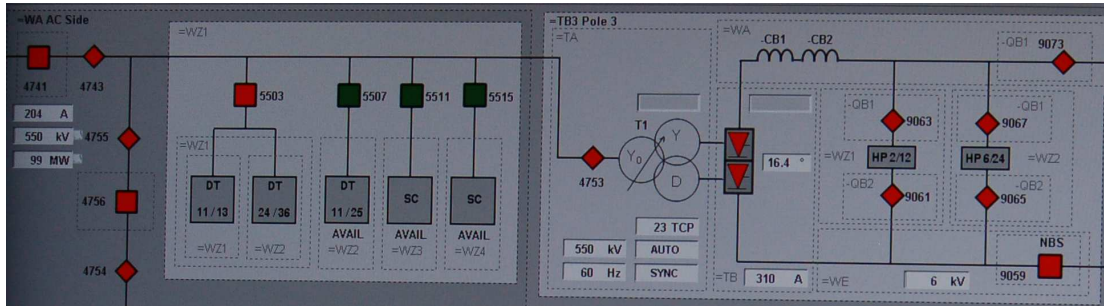 =WA AC Side
=WZ1
=TB3 Pole 3
=TA
=WA
-CB1 -CB2
-QB1 9073
4741 4743
204 A
550 kV
99 MW
4755
4756
4754
5503 5507 5511 5515
=WZ1
DT 11/13
DT 24/36
DT 11/25
SC
SC
AVAIL AVAIL AVAIL
=WZ1 =WZ2 =WZ2 =WZ3 =WZ4
4753
T1
Y
Y0
D
23 TCP
550 kV AUTO
60 Hz SYNC
16.4 °
=TB 310 A
-QB1 9063
=WZ1 HP 2/12
-QB2 9061
-QB1 9067
HP 6/24 =WZ2
-QB2 9065
=WE 6 kV
NBS
9059